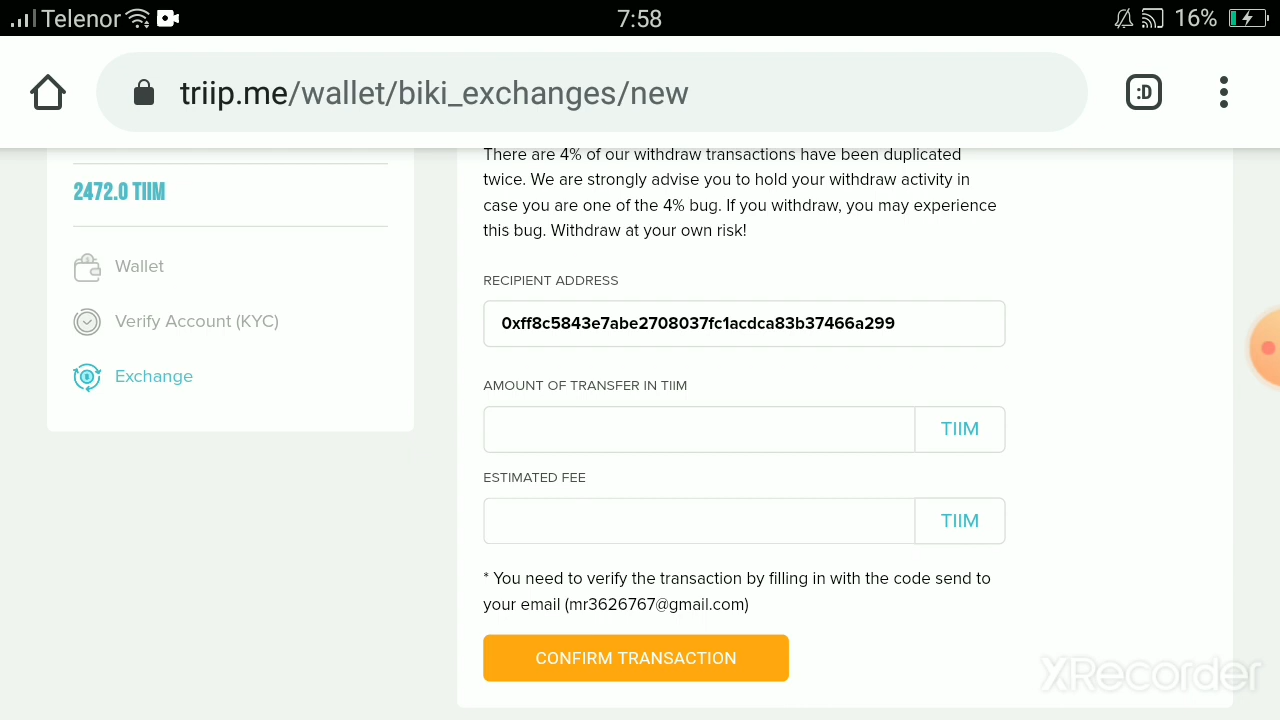 Telenor 7:58 16%
triip.me/wallet/biki_exchanges/new :D
There are 4% of our withdraw transactions have been duplicated
twice. We are strongly advise you to hold your withdraw activity in
case you are one of the 4% bug. If you withdraw, you may experience
this bug. Withdraw at your own risk!
2472.0 TIIM
Wallet
Verify Account (KYC)
Exchange
RECIPIENT ADDRESS
0xff8c5843e7abe2708037fc1acdca83b37466a299
AMOUNT OF TRANSFER IN TIIM
TIIM
ESTIMATED FEE
TIIM
* You need to verify the transaction by filling in with the code send to
your email (mr3626767@gmail.com)
CONFIRM TRANSACTION
XRecorder